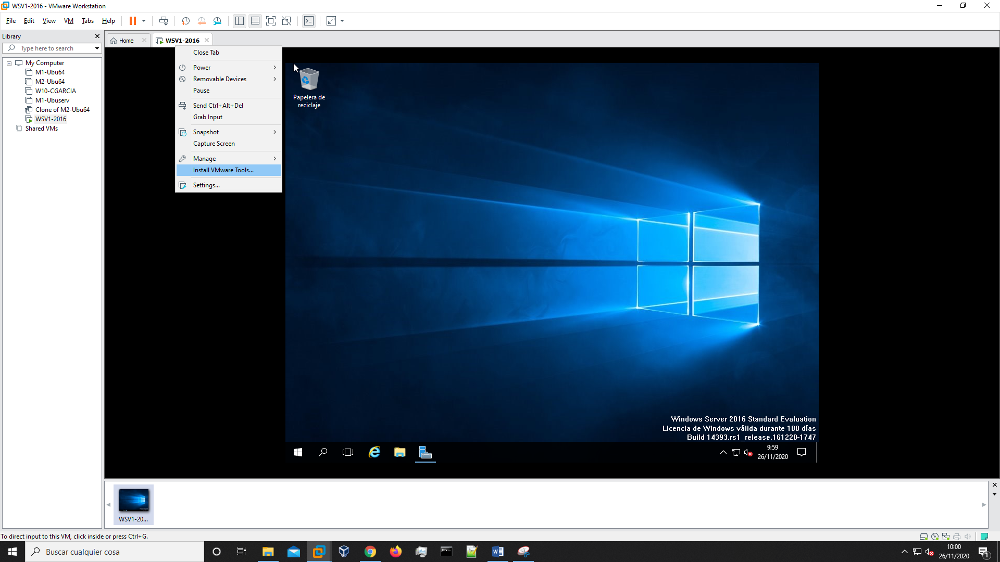 WSV1-2016 - VMware Workstation
File Edit View VM Tabs Help
Library
Type here to search
My Computer
M1-Ubu64
M2-Ubu64
W10-CGARCIA
M1-Ubuserv
Clone of M2-Ubu64
WSV1-2016
Shared VMs
Home
WSV1-2016
Close Tab
Power
Removable Devices
Pause
Send Ctrl+Alt+Del
Grab Input
Snapshot
Capture Screen
Manage
Install VMware Tools...
Settings...
Papelera de
reciclaje
Windows Server 2016 Standard Evaluation
Licencia de Windows válida durante 180 días
Build 14393.rs1_release.161220-1747
9:59
26/11/2020
WSV1-20...
To direct input to this VM, click inside or press Ctrl+G.
Buscar cualquier cosa
10:00
26/11/2020
1